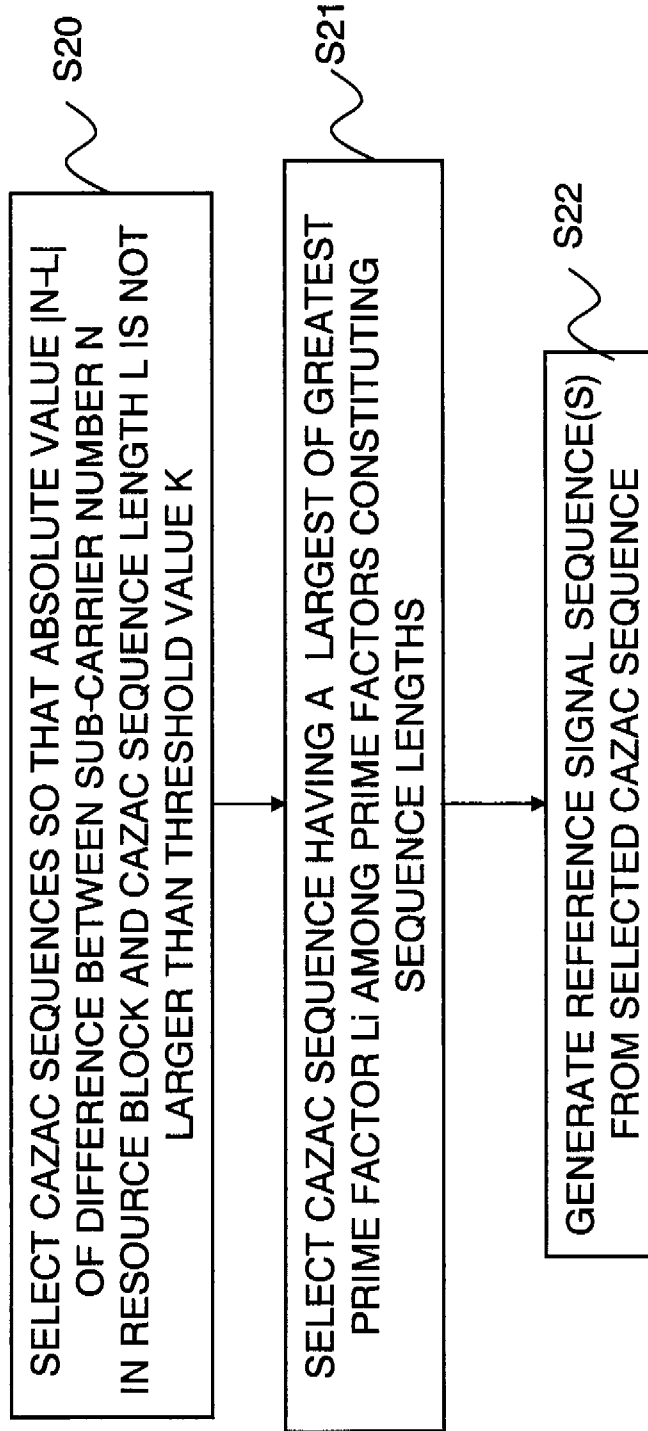 SELECT CAZAC SEQUENCES SO THAT ABSOLUTE VALUE |N-L|
OF DIFFERENCE BETWEEN SUB-CARRIER NUMBER N
IN RESOURCE BLOCK AND CAZAC SEQUENCE LENGTH L IS NOT
LARGER THAN THRESHOLD VALUE K
S20
SELECT CAZAC SEQUENCE HAVING A LARGEST OF GREATEST
PRIME FACTOR Li AMONG PRIME FACTORS CONSTITUTING
SEQUENCE LENGTHS
S21
GENERATE REFERENCE SIGNAL SEQUENCE(S)
FROM SELECTED CAZAC SEQUENCE
S22